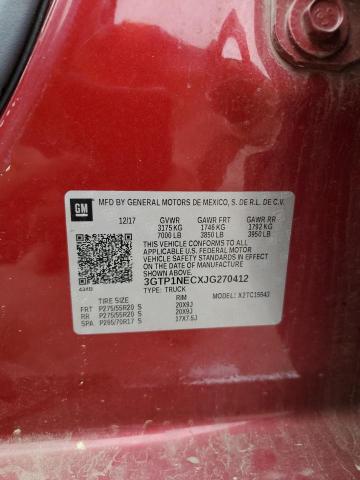 GM
MFD BY GENERAL MOTORS DE MEXICO, S. DE R.L. DE C.V.
12/17 GVWR GAWR FRT GAWR RR
3175 KG 1746 KG 1792 KG
7000 LB 3850 LB 3950 LB
THIS VEHICLE CONFORMS TO ALL APPLICABLE
U.S. FEDERAL MOTOR VEHICLE SAFETY
STANDARDS IN EFFECT ON THE DATE OF
MANUFACTURE SHOWN ABOVE.
3GTP1NECXJG270412
TYPE: TRUCK
MODEL: X2TC15543
TIRE SIZE RIM
FRT P275/55R20 S 20X9J
RR P275/55R20 S 20X9J
SPA P265/70R17 S 17X7.5J